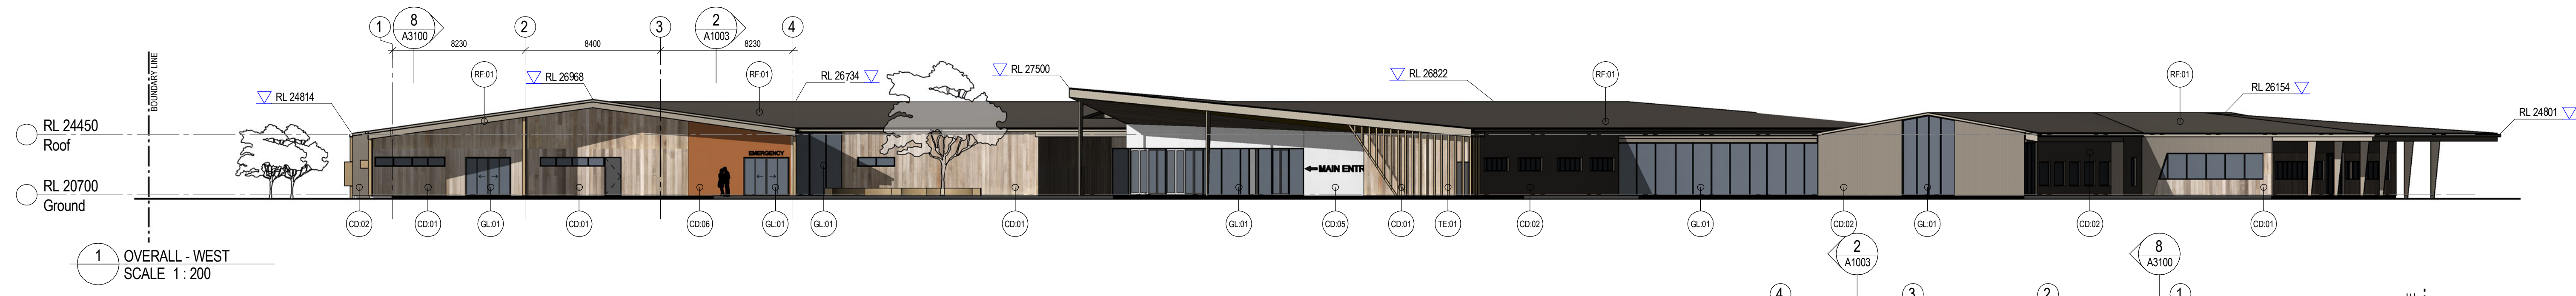 1
8
A3100
2
3
2
A1003
4
8230
8400
8230
BOUNDARY LINE
RF:01
RL 26968
RF:01
RL 26734
RL 27500
RL 26822
RF:01
RF:01
RL 26154
RL 24814
RL 24801
RL 24450
Roof
EMERGENCY
MAIN ENTR
RL 20700
Ground
CD:02
CD:01
GL:01
CD:01
CD:06
GL:01
GL:01
CD:01
GL:01
CD:05
CD:01
TE:01
CD:02
GL:01
CD:02
GL:01
CD:02
CD:01
1
OVERALL - WEST
SCALE 1 : 200
2
A1003
8
A3100
4
3
2
1